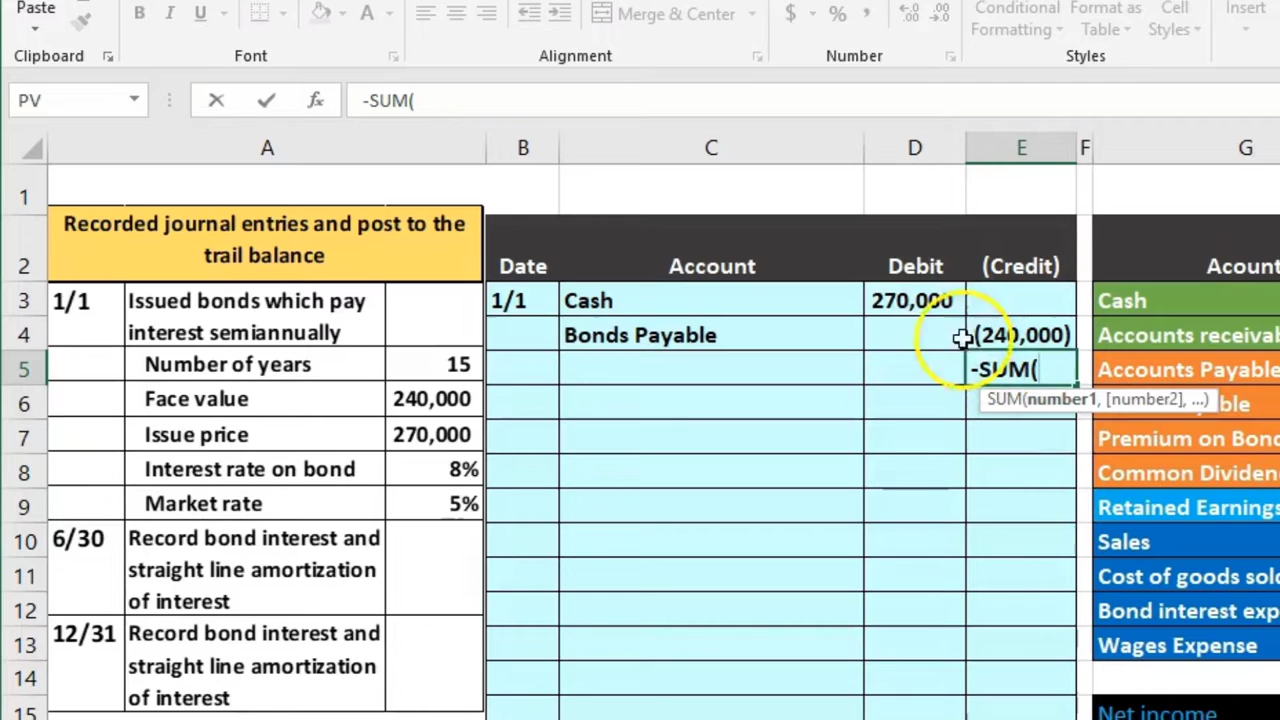 Paste
B I U A
Merge & Center
$ %
Conditional Format as Cell Insert
Formatting Table Styles
Clipboard Font Alignment Number Styles
PV fx -SUM(
A B C D E F G
1
2
3
4
5
6
7
8
9
10
11
12
13
14
15
Recorded journal entries and post to the
trail balance
1/1 Issued bonds which pay
interest semiannually
Number of years 15
Face value 240,000
Issue price 270,000
Interest rate on bond 8%
Market rate 5%
6/30 Record bond interest and
straight line amortization
of interest
12/31 Record bond interest and
straight line amortization
of interest
Date Account Debit (Credit)
1/1 Cash 270,000
Bonds Payable (240,000)
-SUM(
SUM(number1, [number2], ...)
Acount
Cash
Accounts receivab
Accounts Payable
ble
Premium on Bond
Common Dividen
Retained Earnings
Sales
Cost of goods sold
Bond interest exp
Wages Expense
Net income